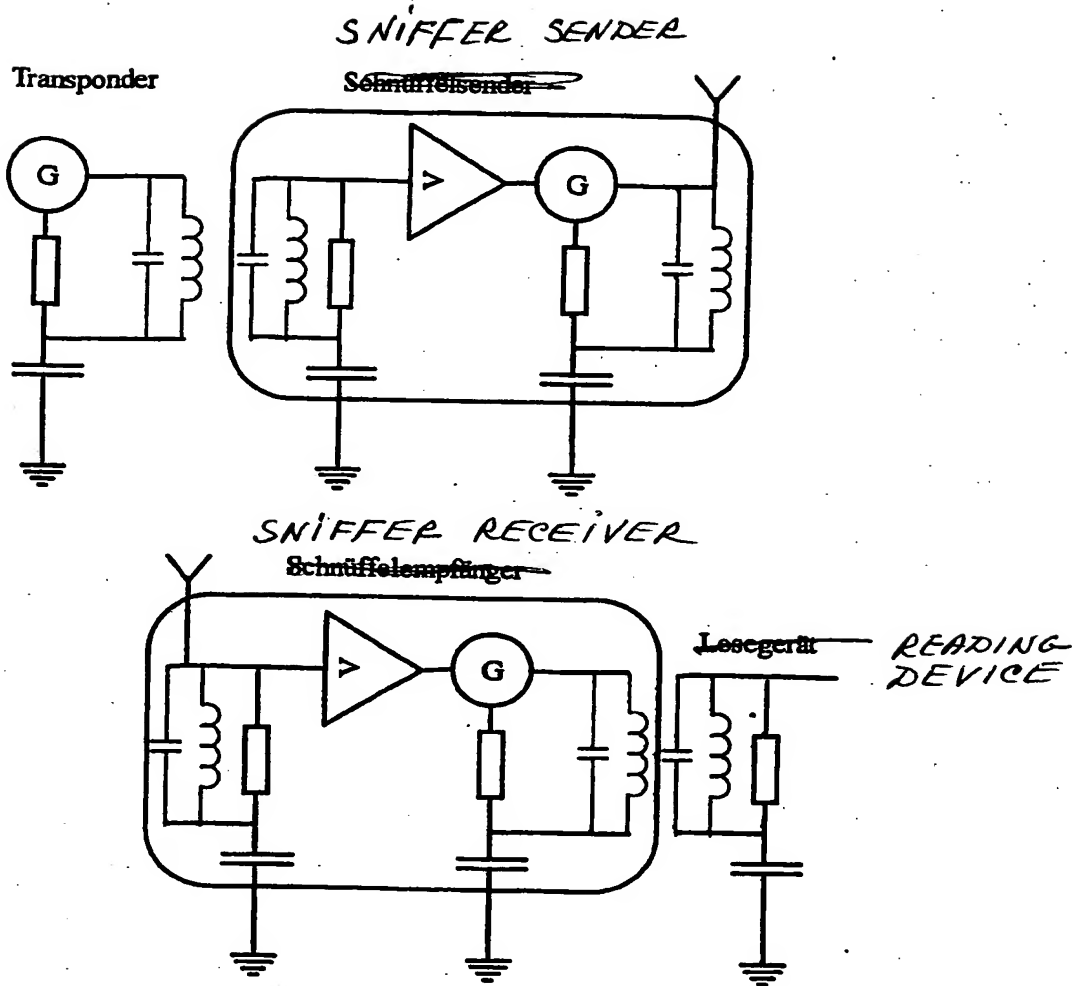 SNIFFER SENDER
Transponder
Schnüffelsender
G
V
G
SNIFFER RECEIVER
Schnüffelempfänger
V
G
Lesegerät
READING
DEVICE